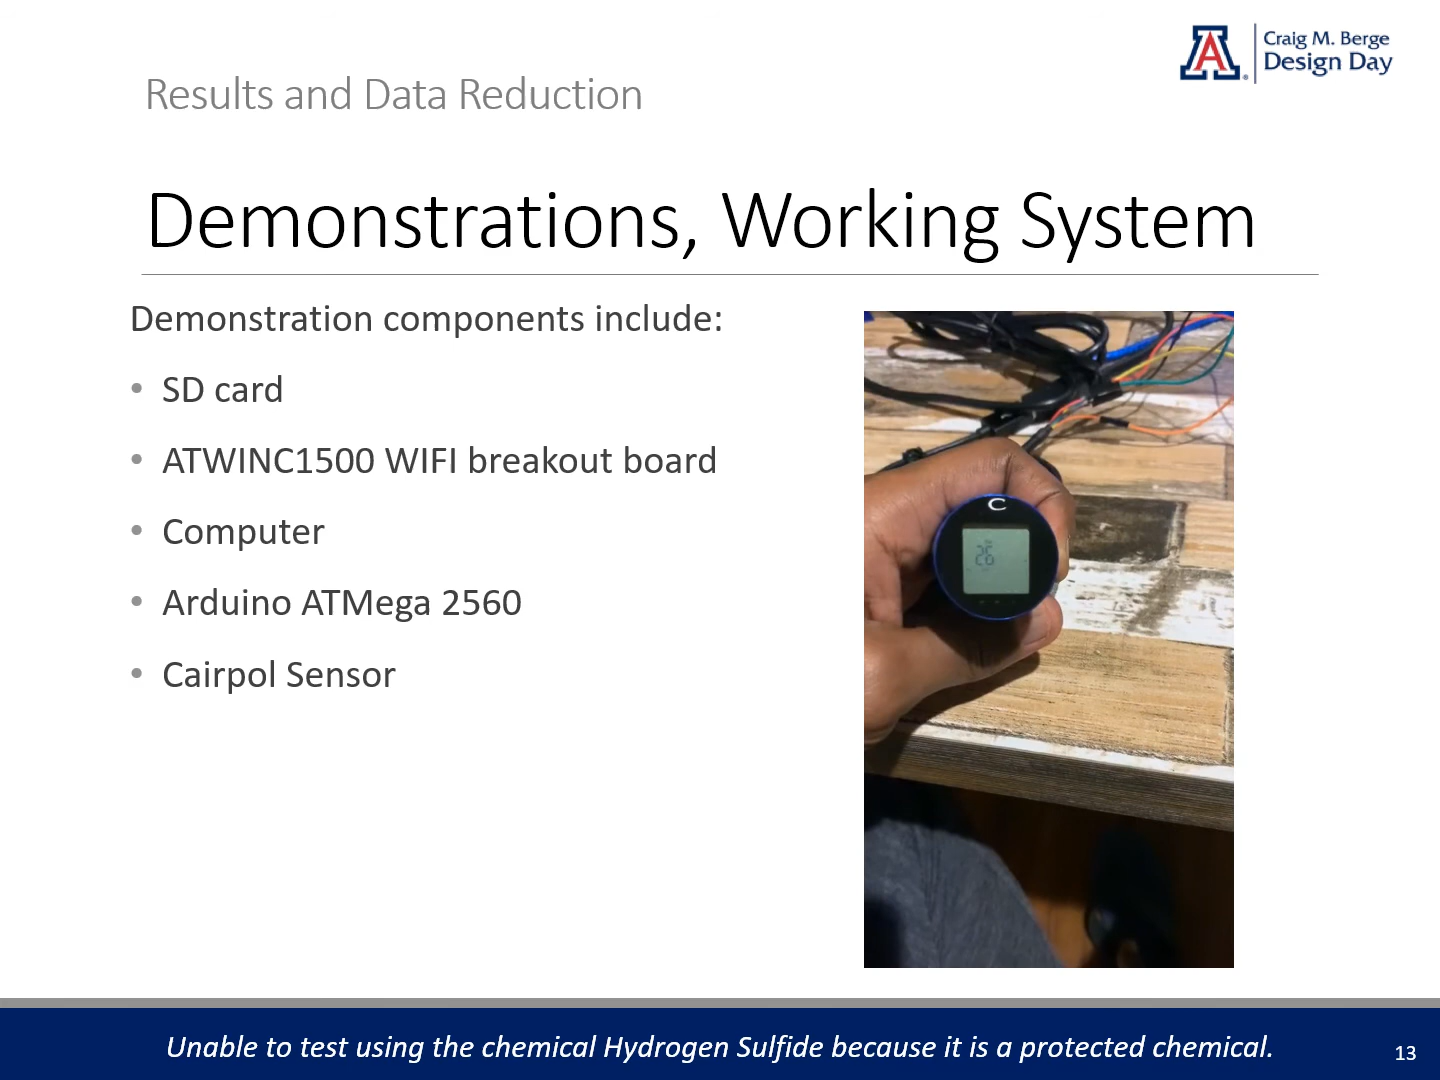 Craig M. Berge
Design Day
Results and Data Reduction
Demonstrations, Working System
Demonstration components include:
• SD card
• ATWINC1500 WIFI breakout board
• Computer
• Arduino ATMega 2560
• Cairpol Sensor
C
26
Unable to test using the chemical Hydrogen Sulfide because it is a protected chemical.
13